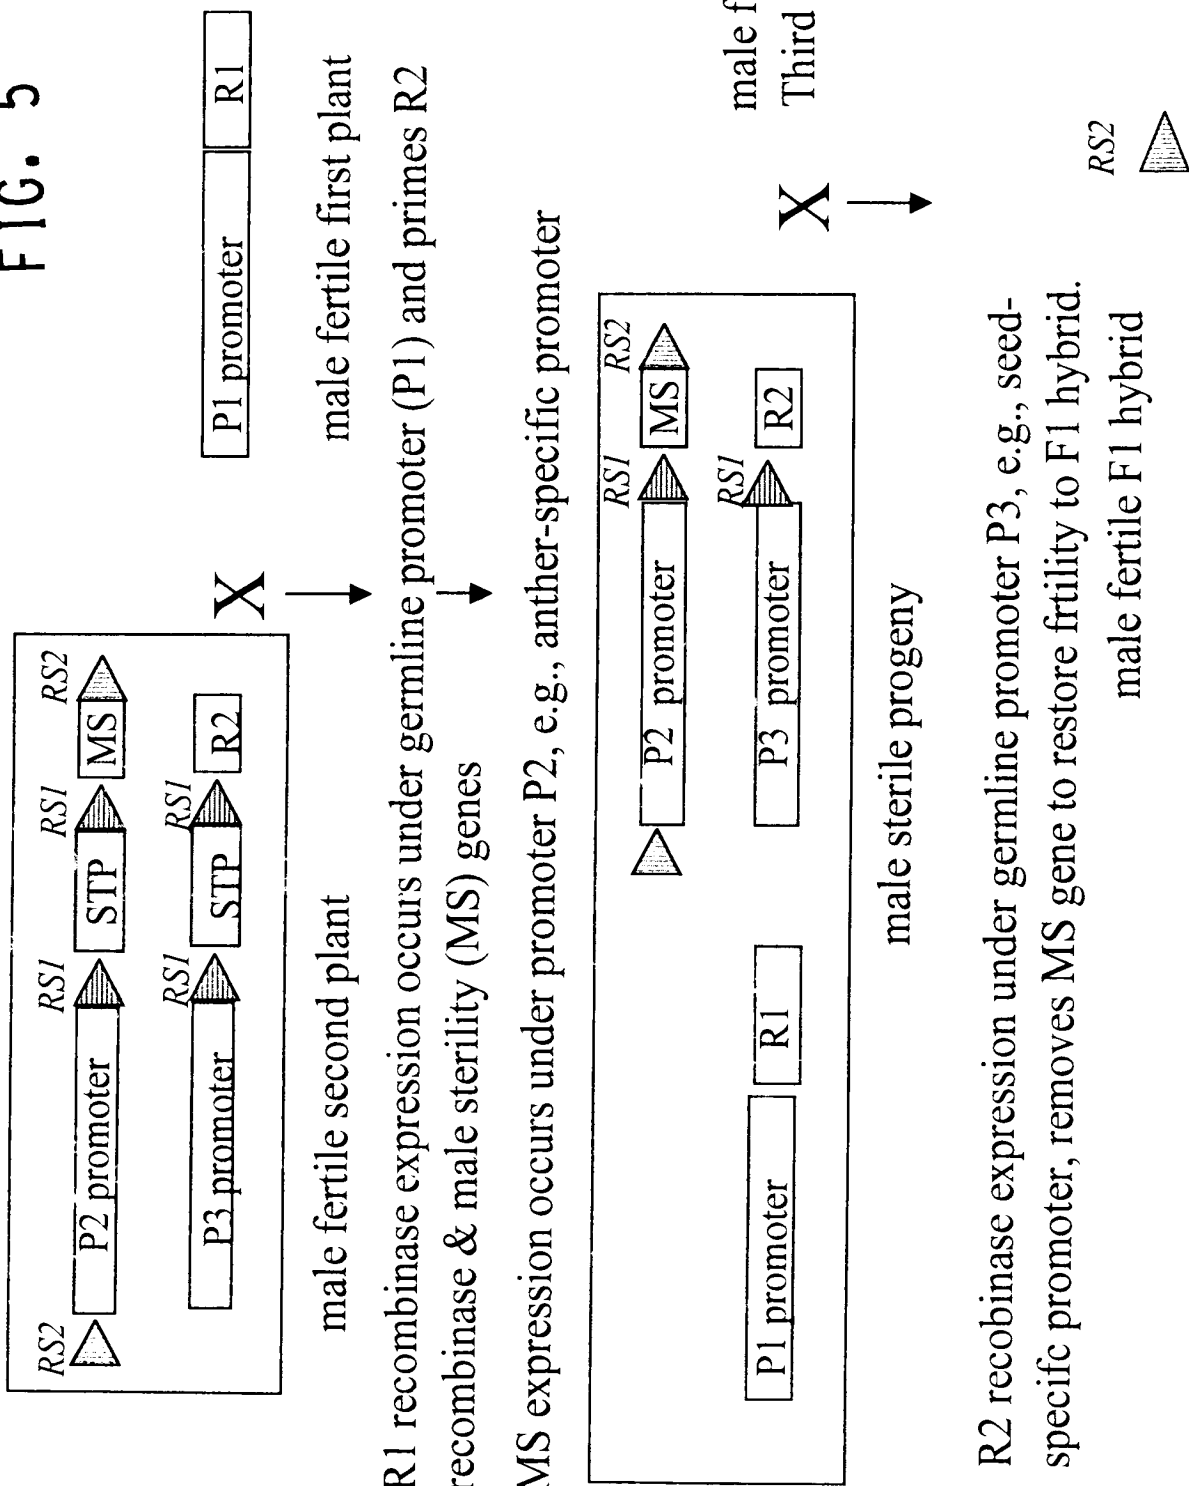 FIG. 5
RS2 RS1 RS1 RS2
P2 promoter STP MS
RS1 RS1
P3 promoter STP R2
X
P1 promoter R1
male fertile second plant
male fertile first plant
R1 recombinase expression occurs under germline promoter (P1) and primes R2
recombinase & male sterility (MS) genes
MS expression occurs under promoter P2, e.g., anther-specific promoter
RS1 RS2
P2 promoter MS
RS1
P1 promoter R1 P3 promoter R2
X
male f
Third
male sterile progeny
R2 recobinase expression under germline promoter P3, e.g., seed-
specifc promoter, removes MS gene to restore frtility to F1 hybrid.
male fertile F1 hybrid
RS2